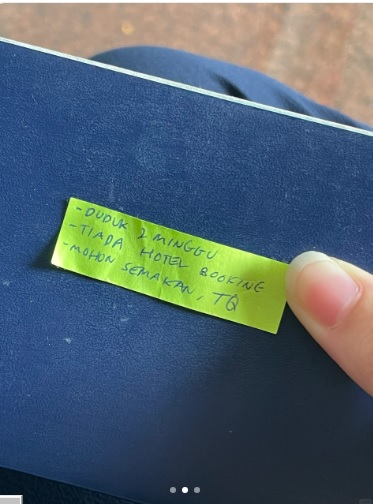 - DUDUK 2 MINGGU
- TIADA HOTEL BOOKING
- MOHON SEMAKAN, TQ